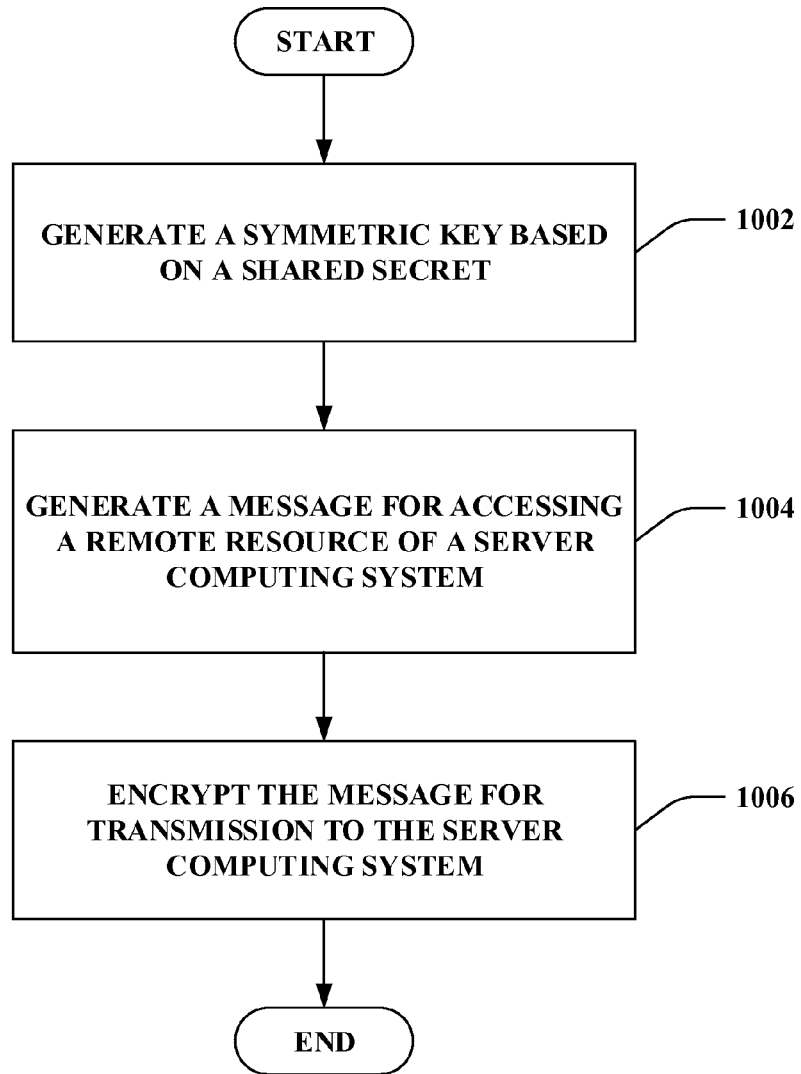 START
GENERATE A SYMMETRIC KEY BASED
ON A SHARED SECRET
1002
GENERATE A MESSAGE FOR ACCESSING
A REMOTE RESOURCE OF A SERVER
COMPUTING SYSTEM
1004
ENCRYPT THE MESSAGE FOR
TRANSMISSION TO THE SERVER
COMPUTING SYSTEM
1006
END